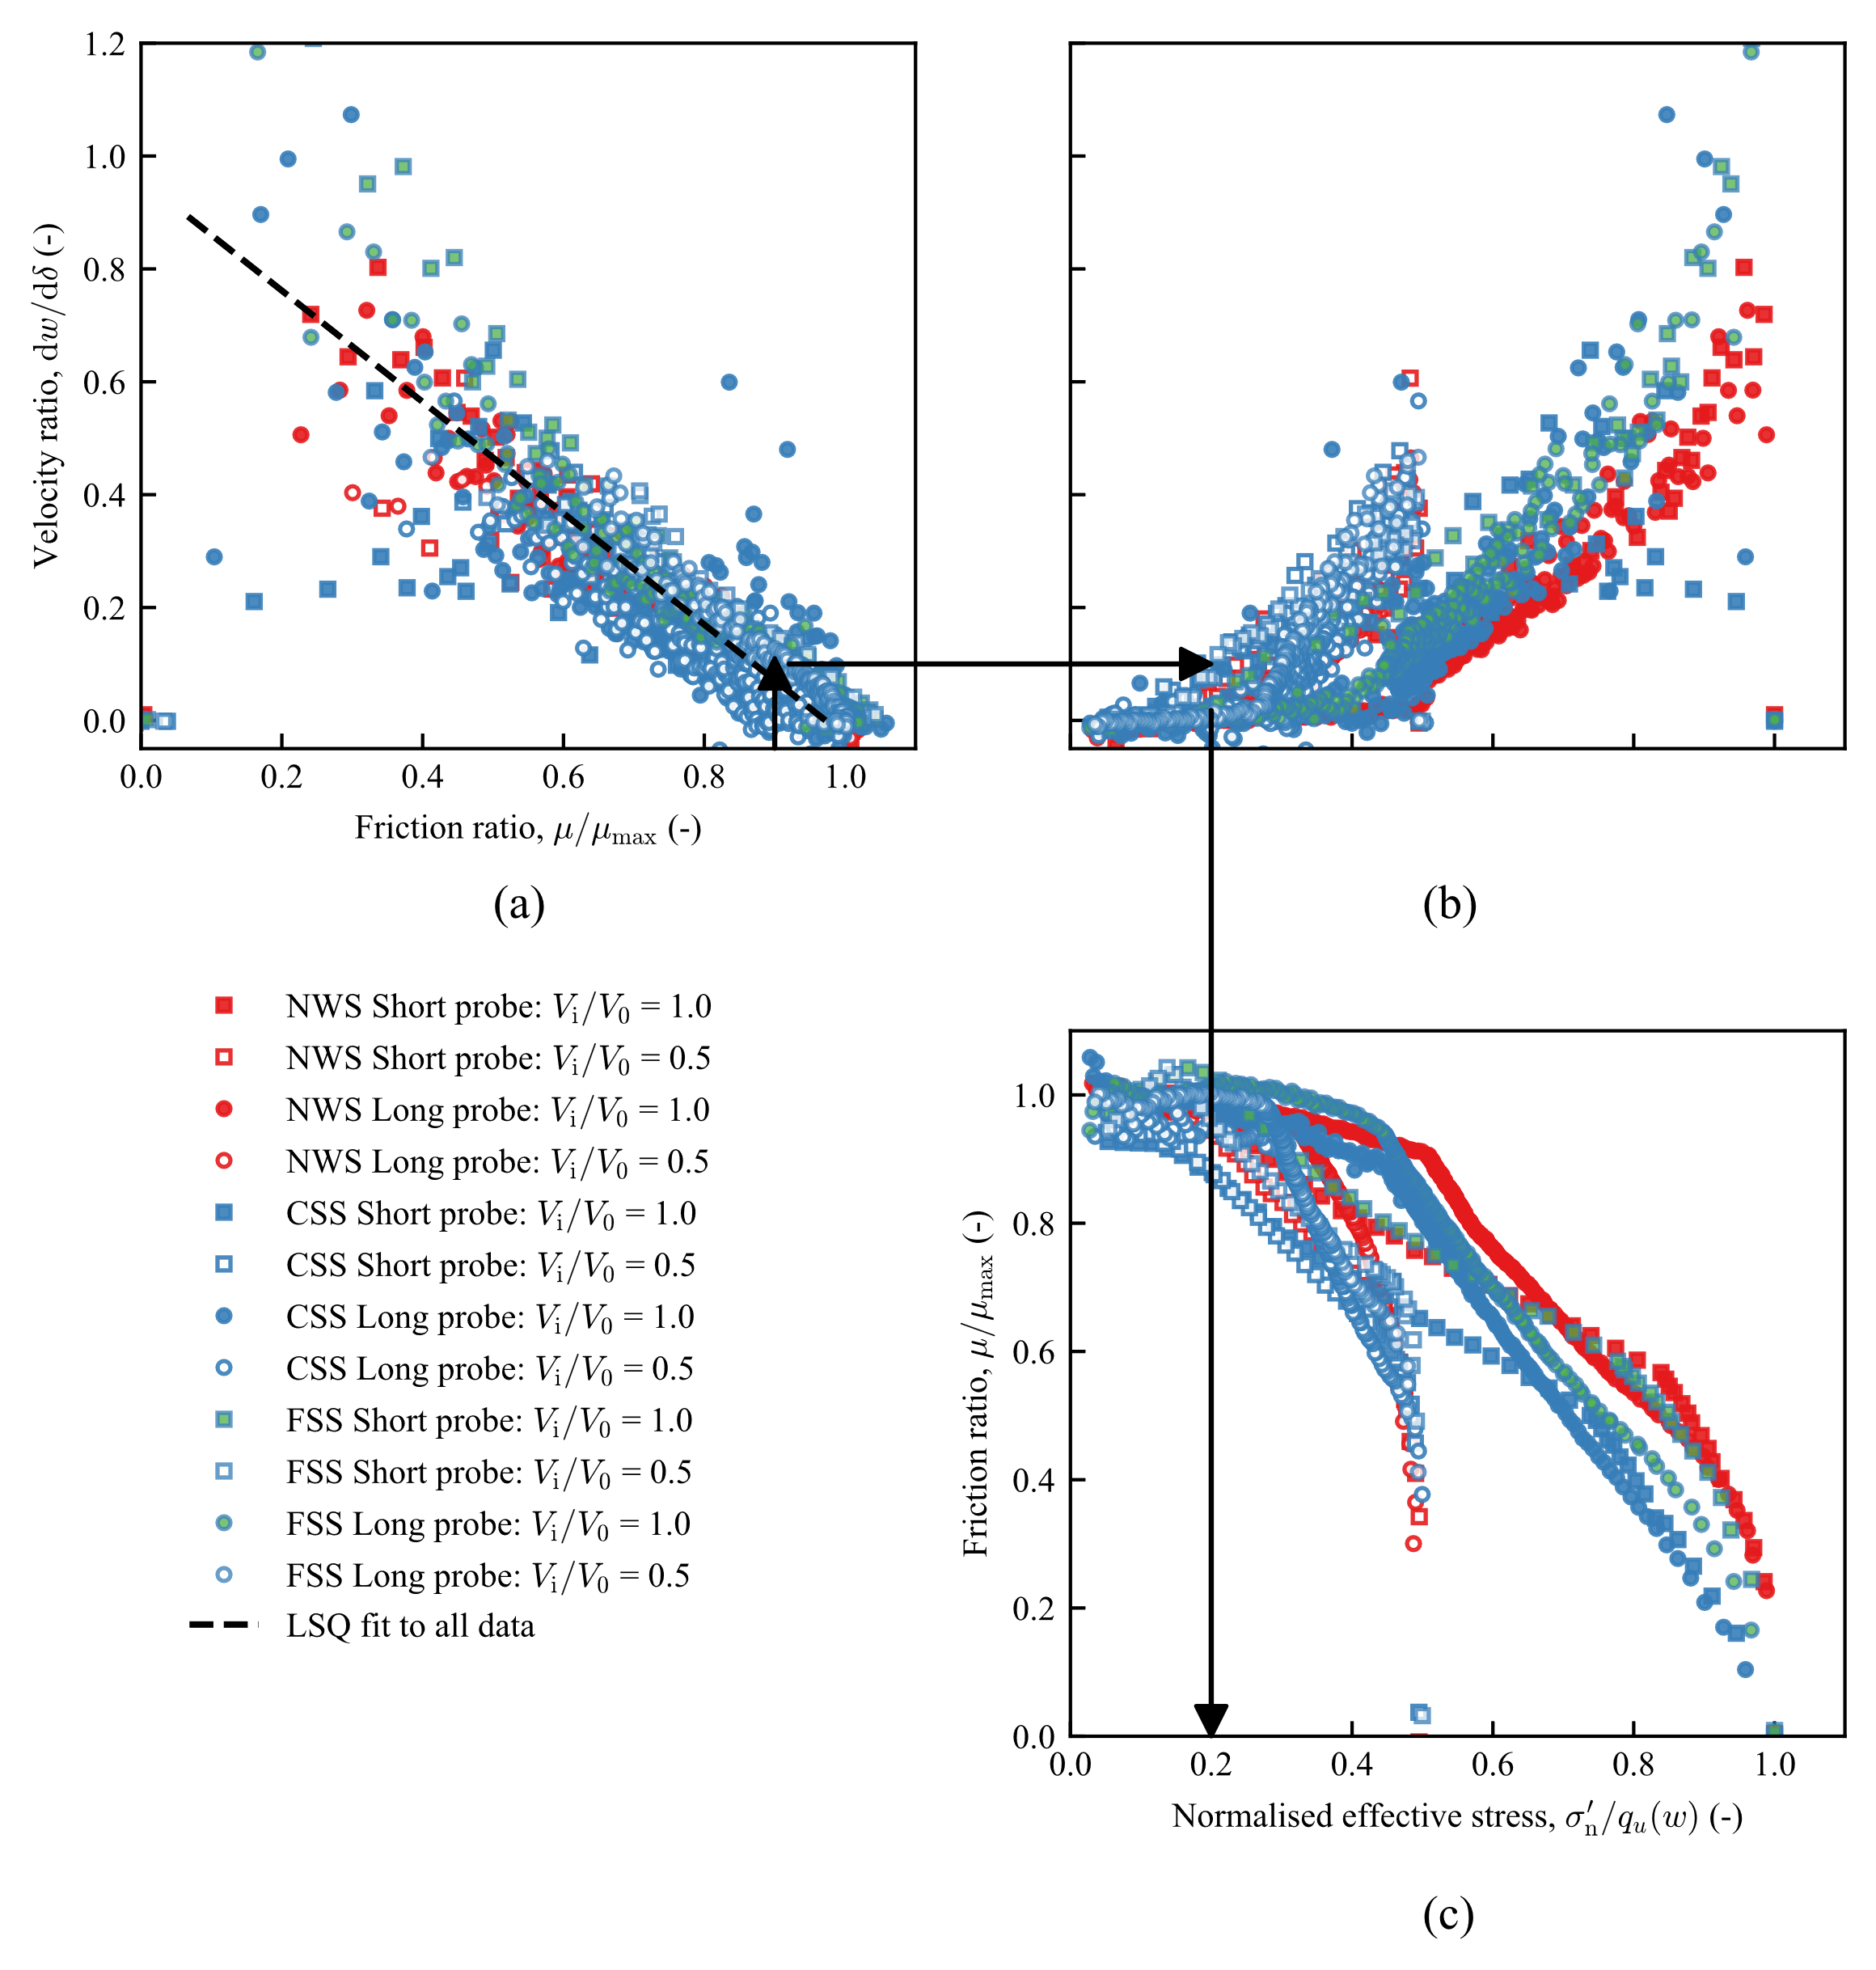 1.2
1.0
0.8
0.6
0.4
0.2
0.0
Velocity ratio, dw/dδ (-)
0.0 0.2 0.4 0.6 0.8 1.0
Friction ratio, μ/μmax (-)
(a)
(b)
NWS Short probe: Vi/V0 = 1.0
NWS Short probe: Vi/V0 = 0.5
NWS Long probe: Vi/V0 = 1.0
NWS Long probe: Vi/V0 = 0.5
CSS Short probe: Vi/V0 = 1.0
CSS Short probe: Vi/V0 = 0.5
CSS Long probe: Vi/V0 = 1.0
CSS Long probe: Vi/V0 = 0.5
FSS Short probe: Vi/V0 = 1.0
FSS Short probe: Vi/V0 = 0.5
FSS Long probe: Vi/V0 = 1.0
FSS Long probe: Vi/V0 = 0.5
LSQ fit to all data
1.0
0.8
0.6
0.4
0.2
0.0
Friction ratio, μ/μmax (-)
0.0 0.2 0.4 0.6 0.8 1.0
Normalised effective stress, σ′n/qu(w) (-)
(c)